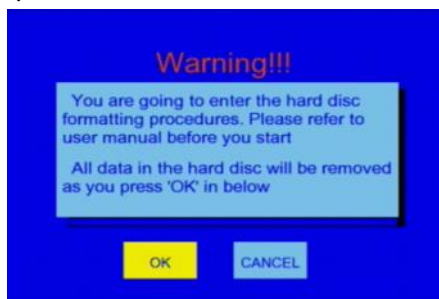 Warning!!!
You are going to enter the hard disc
formatting procedures. Please refer to
user manual before you start
All data in the hard disc will be removed
as you press 'OK' in below
OK
CANCEL